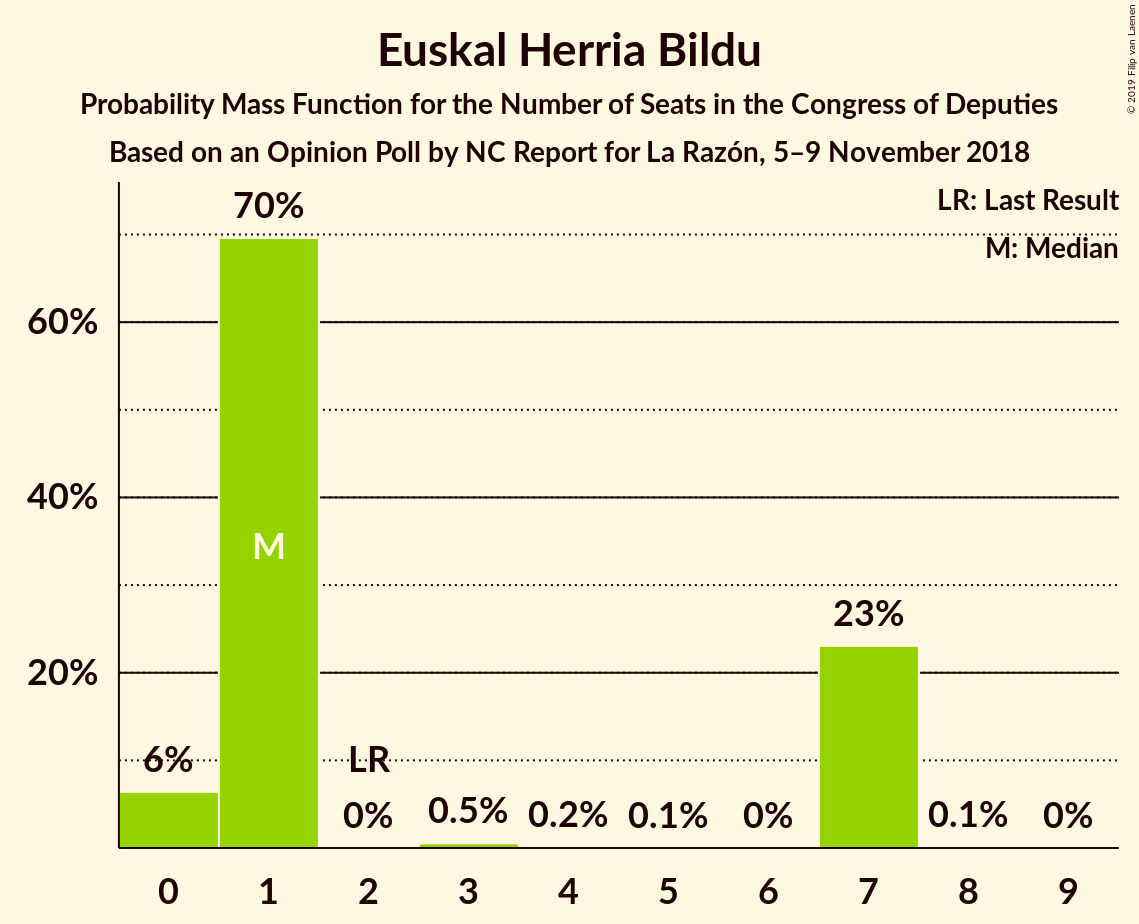 Euskal Herria Bildu
Probability Mass Function for the Number of Seats in the Congress of Deputies
Based on an Opinion Poll by NC Report for La Razón, 5–9 November 2018
© 2019 Filip van Laenen
LR: Last Result
M: Median
60%
40%
20%
6%
70%
M
LR
0%
0.5%
0.2%
0.1%
0%
23%
0.1%
0%
0 1 2 3 4 5 6 7 8 9